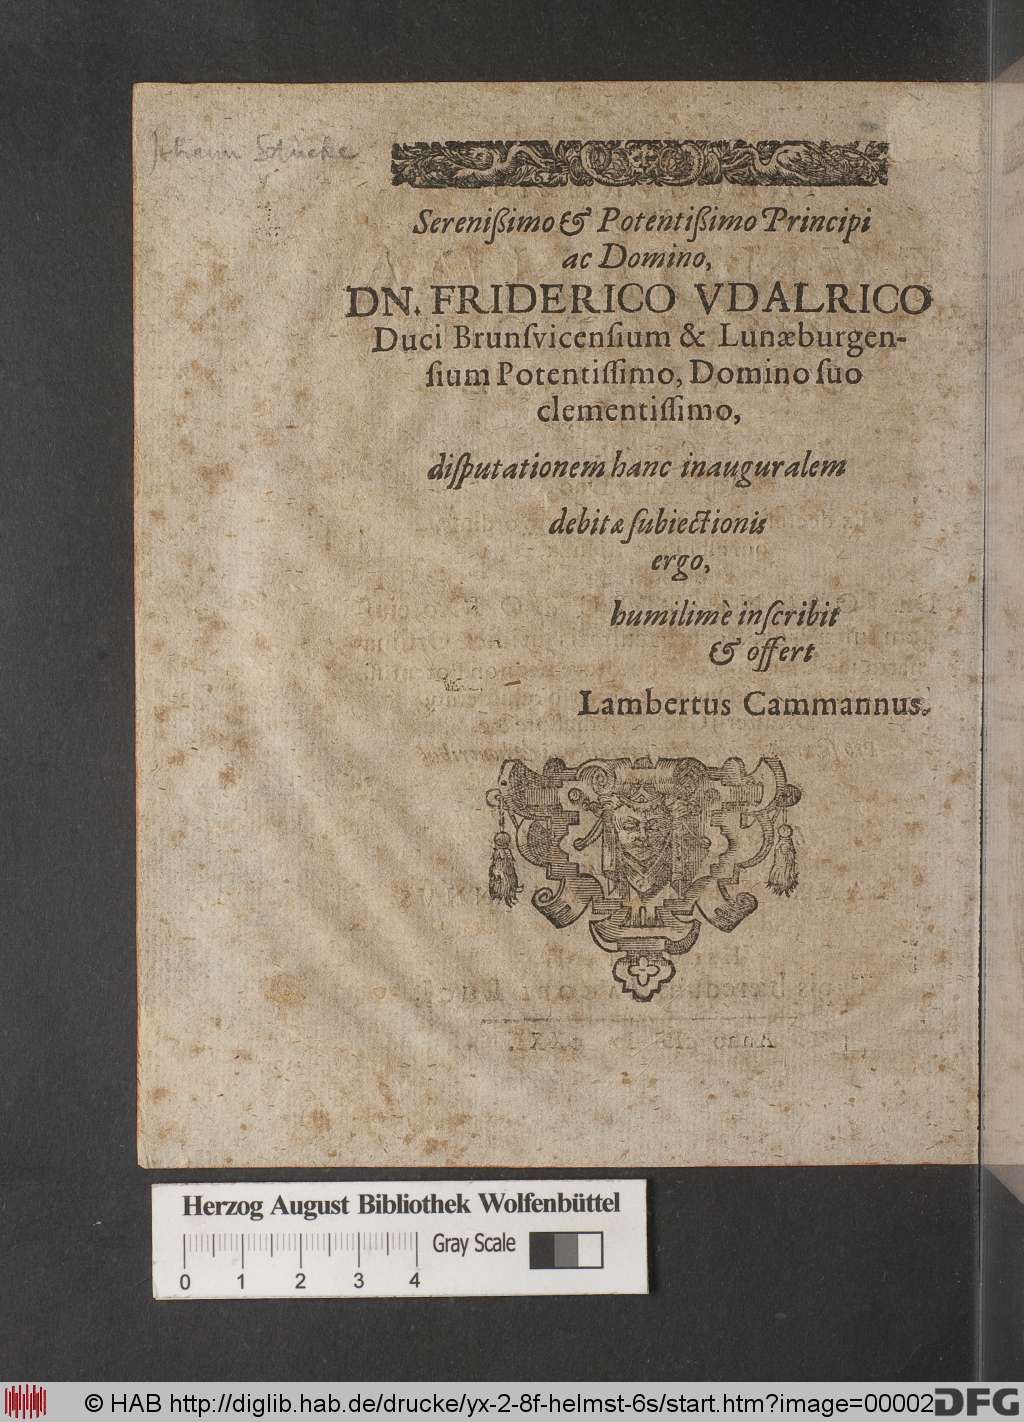 Johann Stucke
Serenißimo & Potentißimo Principi
ac Domino,
DN. FRIDERICO VDALRICO
Duci Brunſvicenſium & Lunæburgen-
ſium Potentiſſimo, Domino ſuo
clementiſſimo,
diſputationem hanc inauguralem
debitæ ſubiectionis
ergo,
humilimè inſcribit
& offert
Lambertus Cammannus.
Herzog August Bibliothek Wolfenbüttel
Gray Scale
0 1 2 3 4
© HAB http://diglib.hab.de/drucke/yx-2-8f-helmst-6s/start.htm?image=00002
DFG